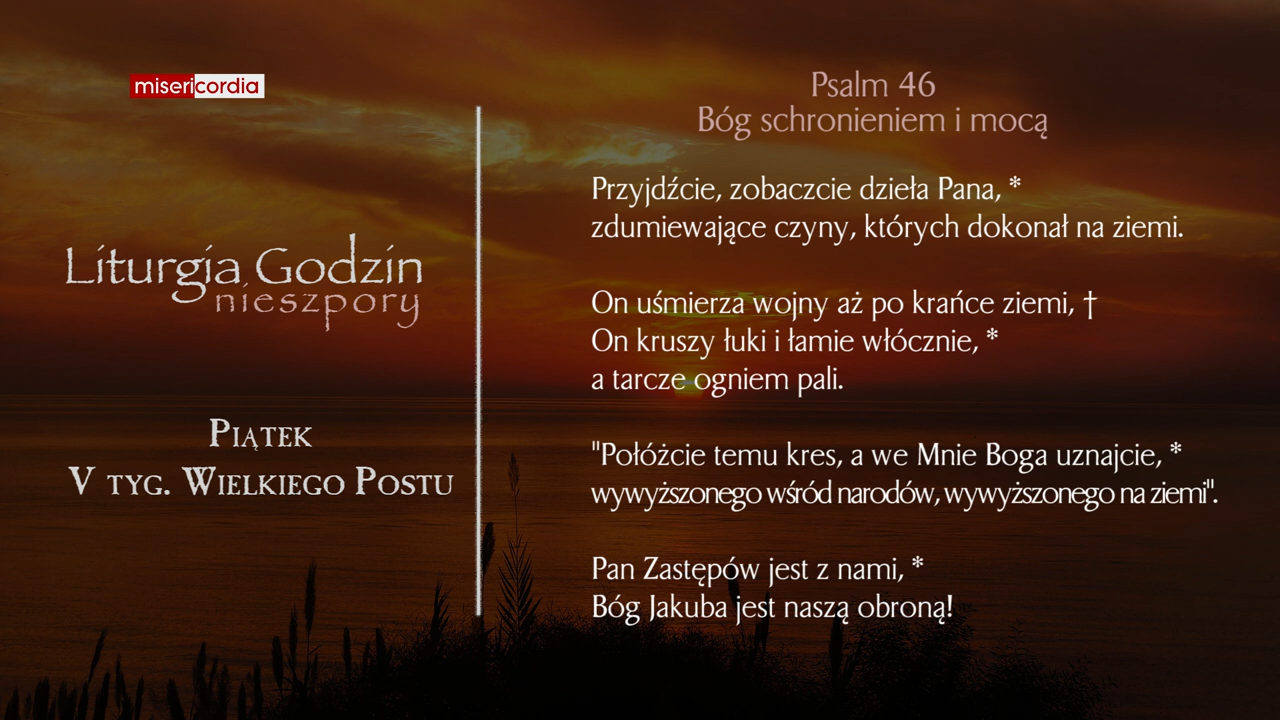 misericordia
Liturgia Godzin
nieszpory
Piątek
V tyg. Wielkiego Postu
Psalm 46
Bóg schronieniem i mocą
Przyjdźcie, zobaczcie dzieła Pana, *
zdumiewające czyny, których dokonał na ziemi.
On uśmierza wojny aż po krańce ziemi, †
On kruszy łuki i łamie włócznie, *
a tarcze ogniem pali.
"Połóżcie temu kres, a we Mnie Boga uznajcie, *
wywyższonego wśród narodów, wywyższonego na ziemi".
Pan Zastępów jest z nami, *
Bóg Jakuba jest naszą obroną!